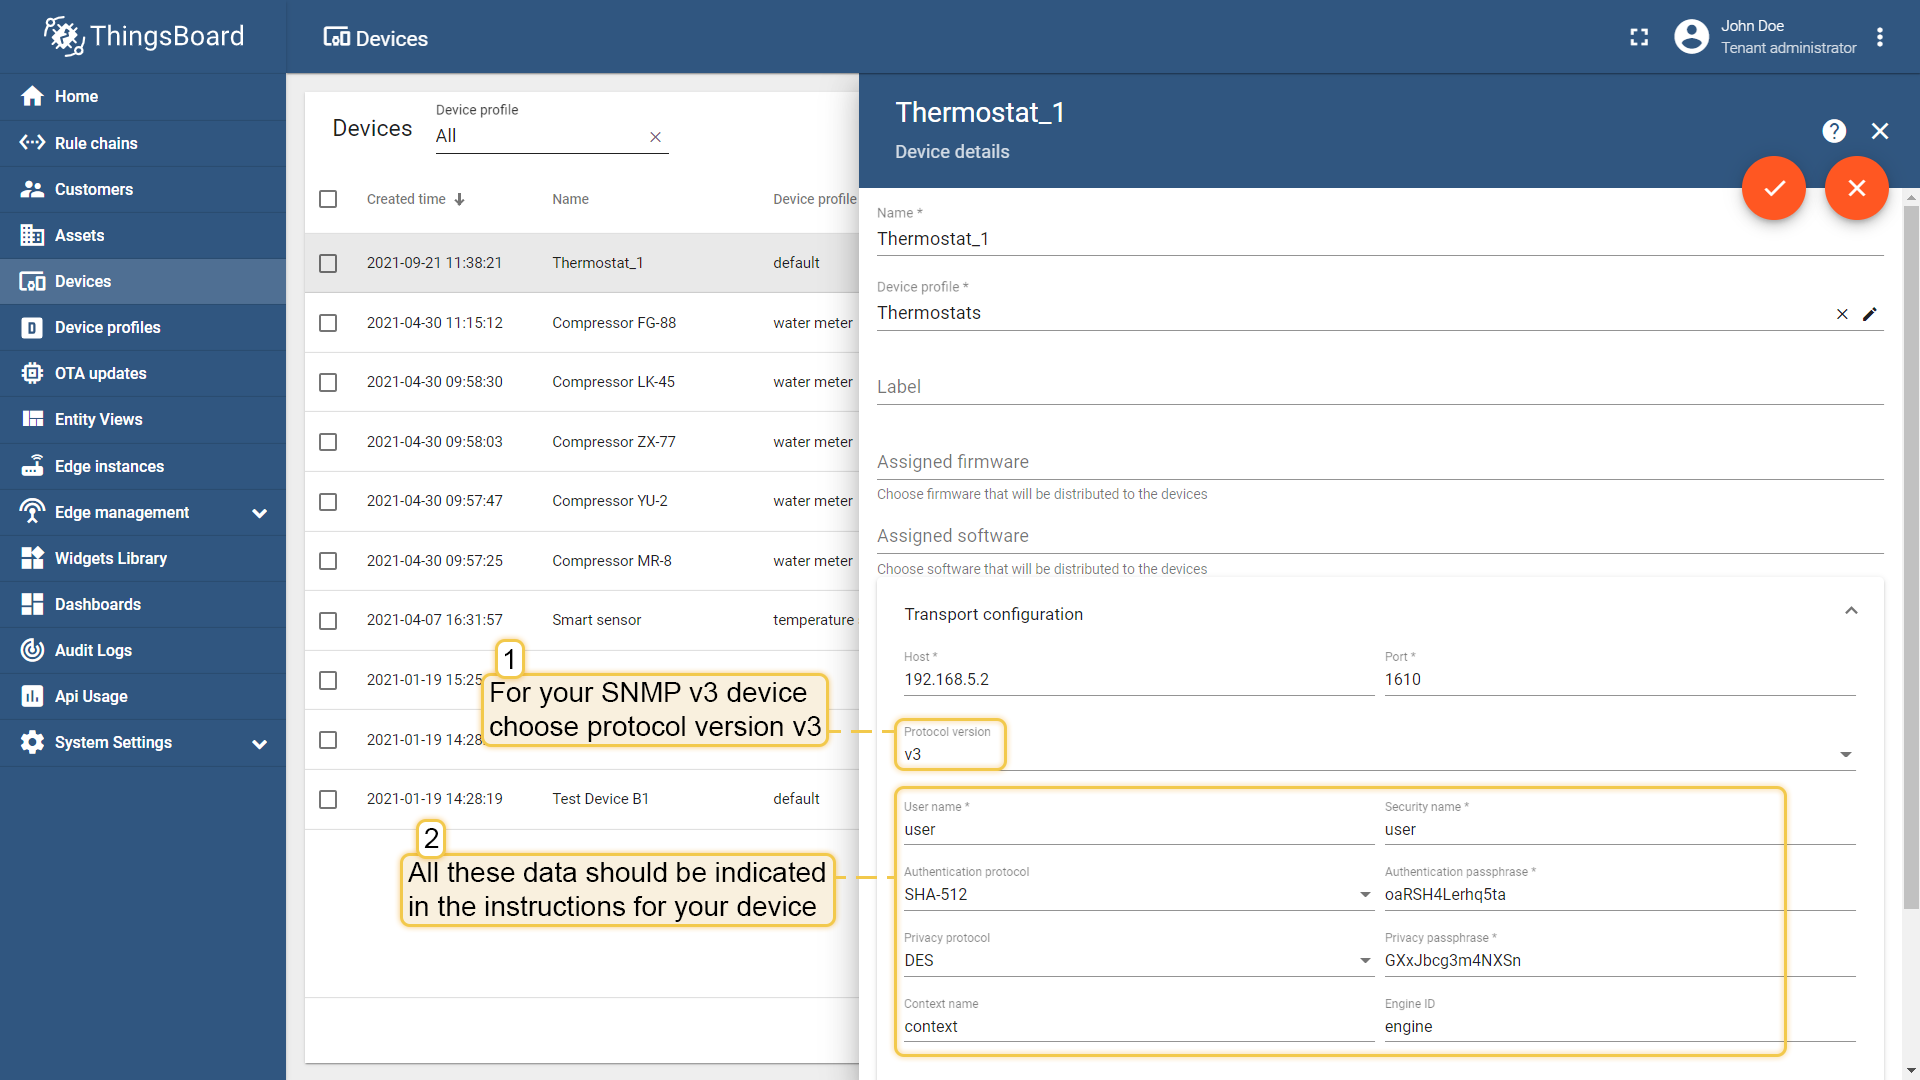 ThingsBoard
Devices
John Doe
Tenant administrator
Home
Rule chains
Customers
Assets
Devices
Device profiles
OTA updates
Entity Views
Edge instances
Edge management
Widgets Library
Dashboards
Audit Logs
Api Usage
System Settings
Devices
Device profile
All
Created time
Name
Device profile
2021-09-21 11:38:21 Thermostat_1 default
2021-04-30 11:15:12 Compressor FG-88 water meter
2021-04-30 09:58:30 Compressor LK-45 water meter
2021-04-30 09:58:03 Compressor ZX-77 water meter
2021-04-30 09:57:47 Compressor YU-2 water meter
2021-04-30 09:57:25 Compressor MR-8 water meter
2021-04-07 16:31:57 Smart sensor temperature
2021-01-19 15:25
2021-01-19 14:28:
2021-01-19 14:28:19 Test Device B1 default
1
For your SNMP v3 device
choose protocol version v3
2
All these data should be indicated
in the instructions for your device
Thermostat_1
Device details
Name *
Thermostat_1
Device profile *
Thermostats
Label
Assigned firmware
Choose firmware that will be distributed to the devices
Assigned software
Choose software that will be distributed to the devices
Transport configuration
Host * Port *
192.168.5.2 1610
Protocol version
v3
User name * Security name *
user user
Authentication protocol Authentication passphrase *
SHA-512 oaRSH4Lerhq5ta
Privacy protocol Privacy passphrase *
DES GXxJbcg3m4NXSn
Context name Engine ID
context engine